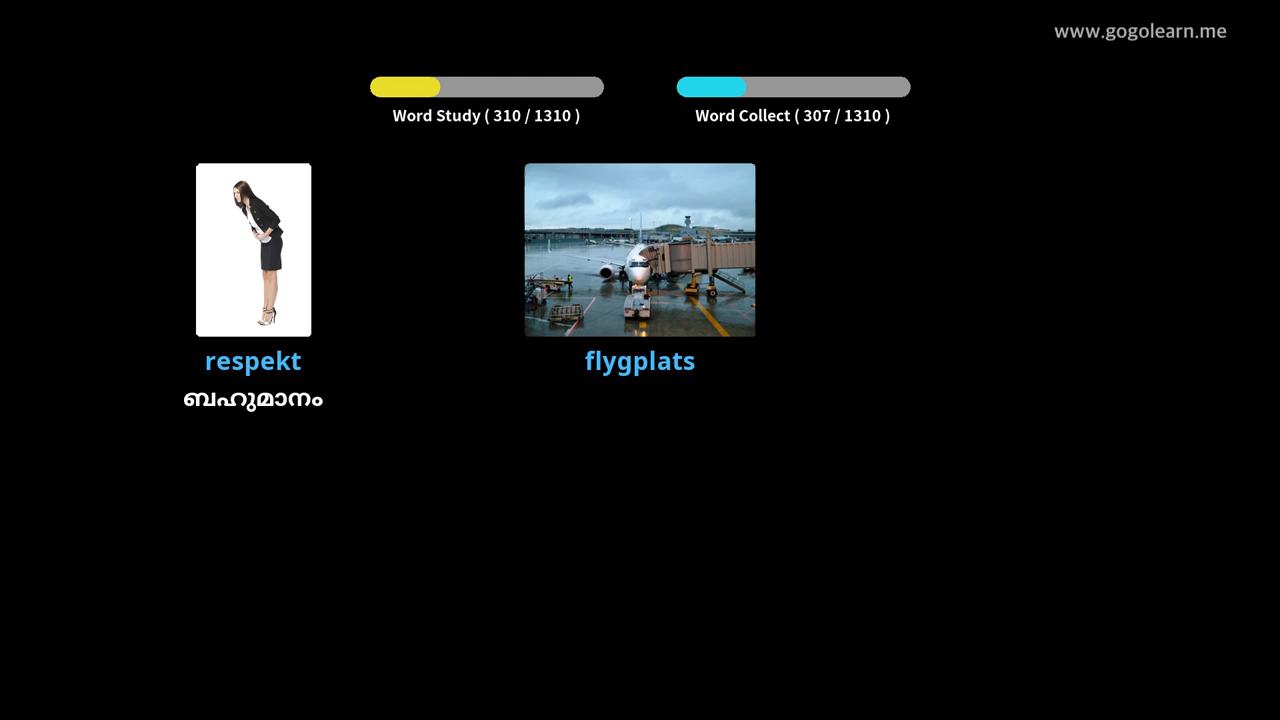 www.gogolearn.me
Word Study ( 310 / 1310 )
Word Collect ( 307 / 1310 )
respekt
flygplats
ബഹുമാനം